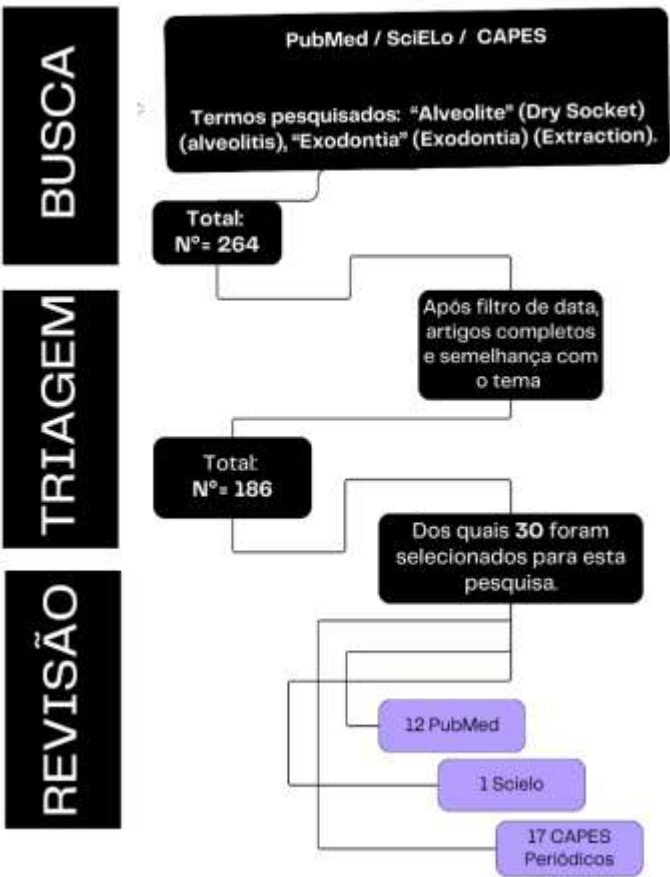 BUSCA
PubMed / SciELo / CAPES
Termos pesquisados: “Alveolite” (Dry Socket)
(alveolitis), “Exodontia” (Exodontia) (Extraction).
Total:
Nº= 264
TRIAGEM
Após filtro de data,
artigos completos
e semelhança com
o tema
Total:
Nº= 186
Dos quais 30 foram
selecionados para esta
pesquisa.
REVISÃO
12 PubMed
1 Scielo
17 CAPES
Periódicos